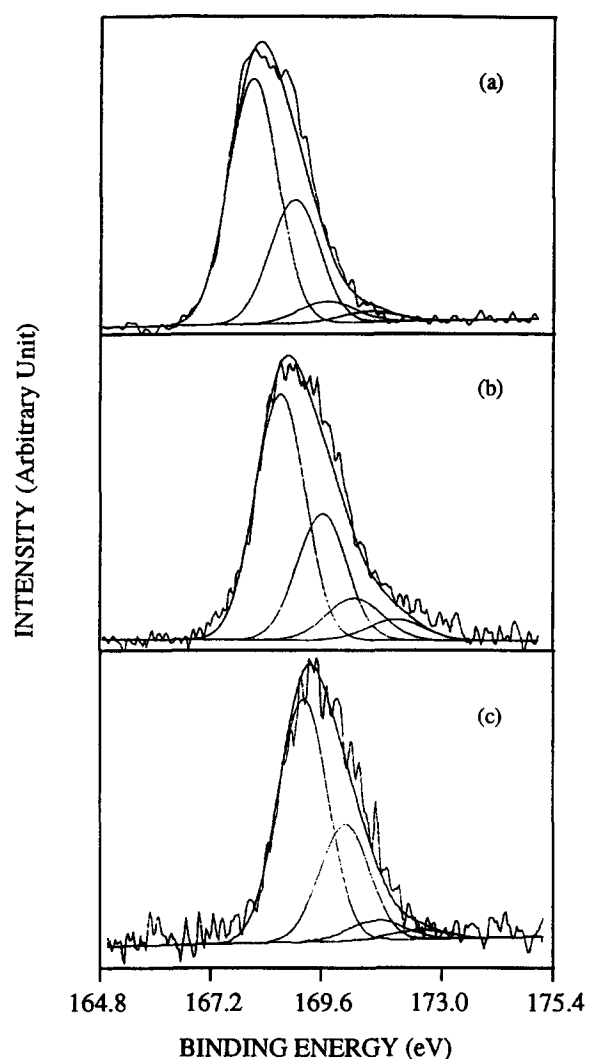 (a)
(b)
(c)
INTENSITY (Arbitrary Unit)
164.8 167.2 169.6 173.0 175.4
BINDING ENERGY (eV)